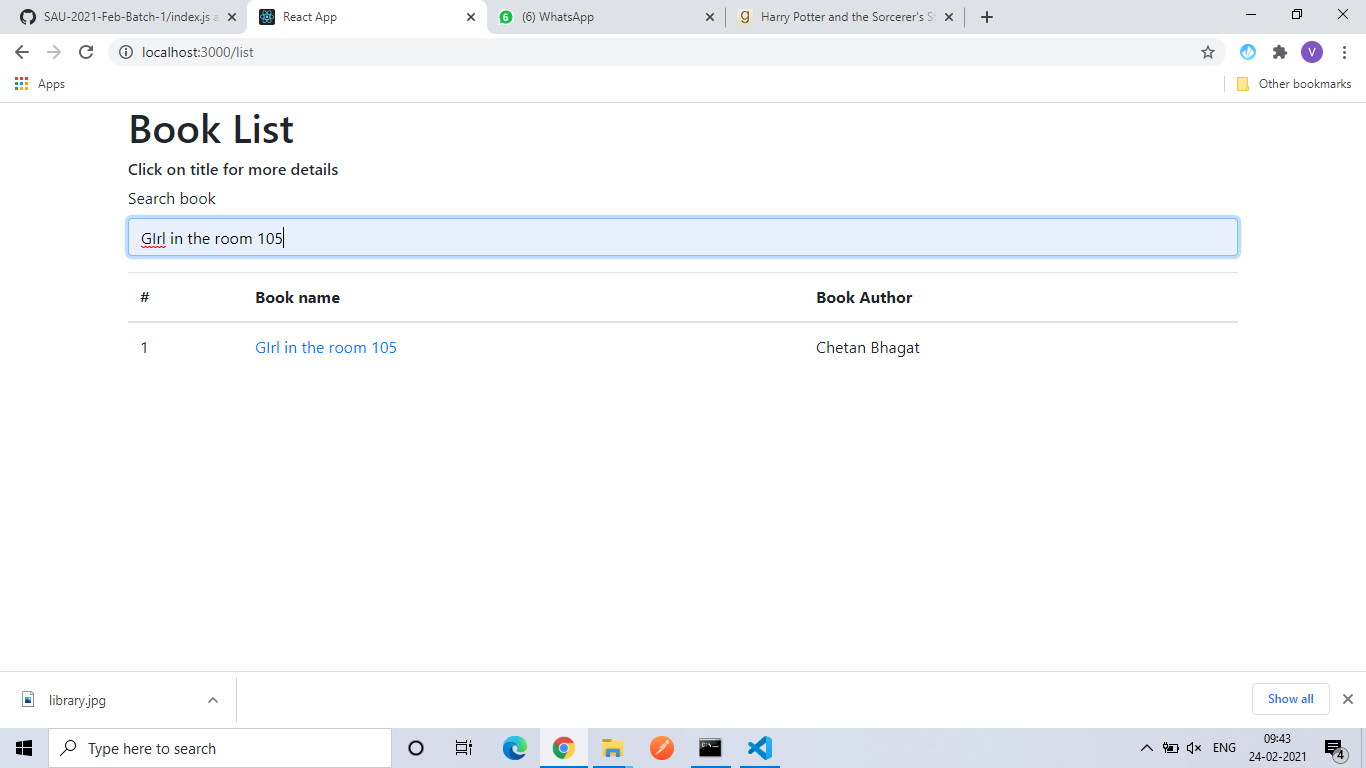 SAU-2021-Feb-Batch-1/index.js a
React App
6 (6) WhatsApp
g Harry Potter and the Sorcerer's S
localhost:3000/list
V
Apps
Other bookmarks
Book List
Click on title for more details
Search book
GIrl in the room 105
# Book name Book Author
1 GIrl in the room 105 Chetan Bhagat
library.jpg
Show all
Type here to search
ENG
09:43
24-02-2021
4